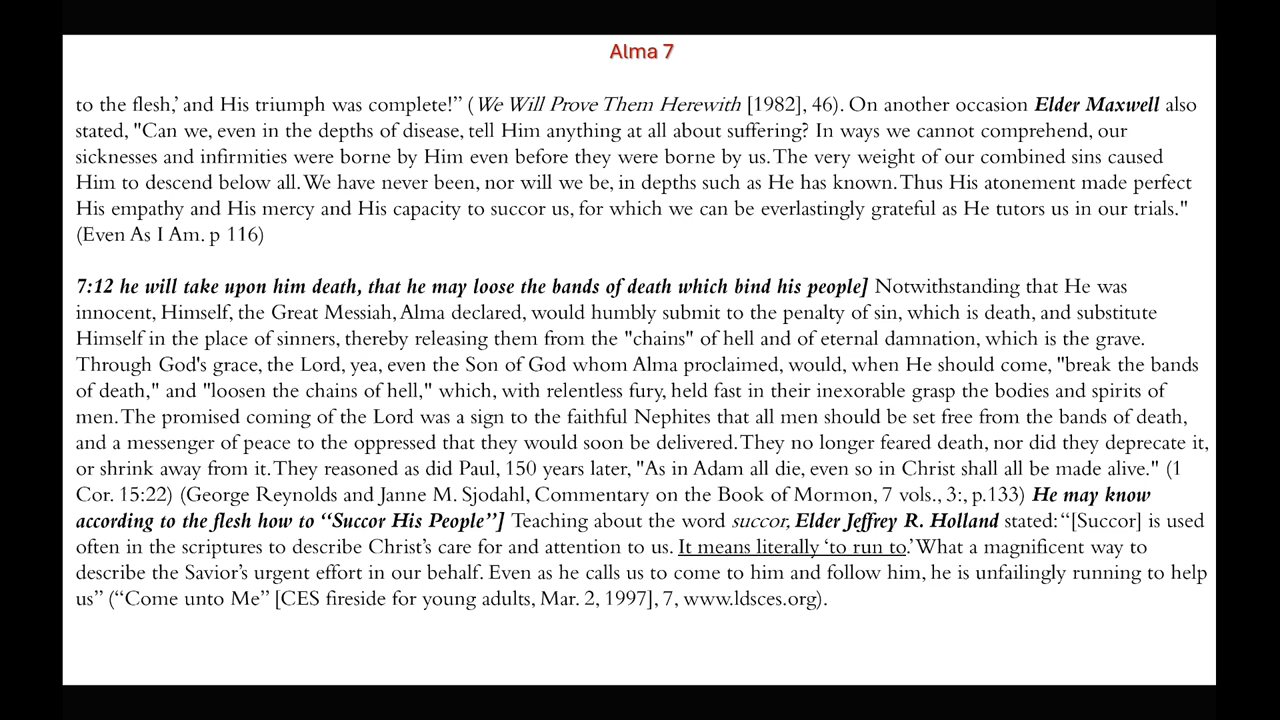 Alma 7
to the flesh,’ and His triumph was complete!” (We Will Prove Them Herewith [1982], 46). On another occasion Elder Maxwell also
stated, "Can we, even in the depths of disease, tell Him anything at all about suffering? In ways we cannot comprehend, our
sicknesses and infirmities were borne by Him even before they were borne by us. The very weight of our combined sins caused
Him to descend below all. We have never been, nor will we be, in depths such as He has known. Thus His atonement made perfect
His empathy and His mercy and His capacity to succor us, for which we can be everlastingly grateful as He tutors us in our trials."
(Even As I Am. p 116)
7:12 he will take upon him death, that he may loose the bands of death which bind his people] Notwithstanding that He was
innocent, Himself, the Great Messiah, Alma declared, would humbly submit to the penalty of sin, which is death, and substitute
Himself in the place of sinners, thereby releasing them from the "chains" of hell and of eternal damnation, which is the grave.
Through God's grace, the Lord, yea, even the Son of God whom Alma proclaimed, would, when He should come, "break the bands
of death," and "loosen the chains of hell," which, with relentless fury, held fast in their inexorable grasp the bodies and spirits of
men. The promised coming of the Lord was a sign to the faithful Nephites that all men should be set free from the bands of death,
and a messenger of peace to the oppressed that they would soon be delivered. They no longer feared death, nor did they deprecate it,
or shrink away from it. They reasoned as did Paul, 150 years later, "As in Adam all die, even so in Christ shall all be made alive." (1
Cor. 15:22) (George Reynolds and Janne M. Sjodahl, Commentary on the Book of Mormon, 7 vols., 3:, p.133) He may know
according to the flesh how to “Succor His People”] Teaching about the word succor, Elder Jeffrey R. Holland stated: “[Succor] is used
often in the scriptures to describe Christ’s care for and attention to us. It means literally ‘to run to.’ What a magnificent way to
describe the Savior’s urgent effort in our behalf. Even as he calls us to come to him and follow him, he is unfailingly running to help
us” (“Come unto Me” [CES fireside for young adults, Mar. 2, 1997], 7, www.ldsces.org).